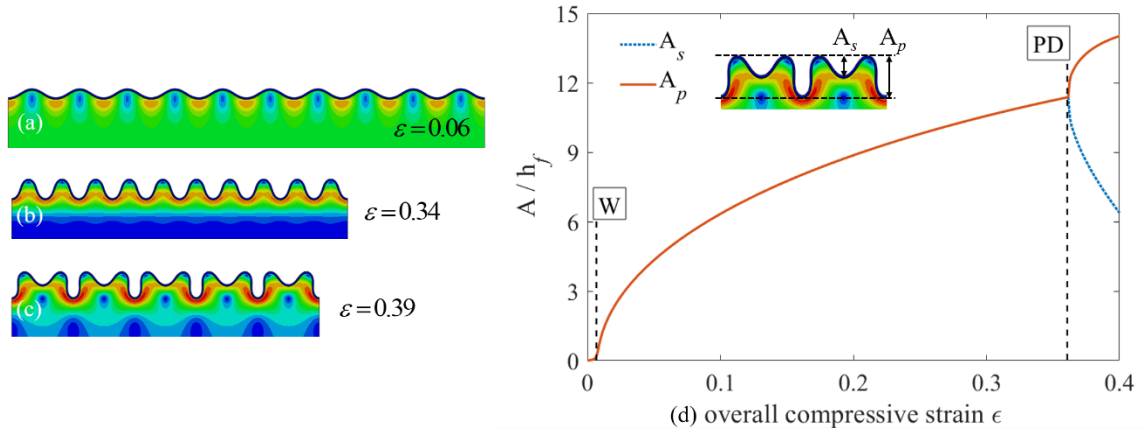 (a)
ε=0.06
(b)
ε=0.34
(c)
ε=0.39
15
12
9
6
3
0
A / h_f
A_s
A_p
A_s
A_p
W
PD
0
0.1
0.2
0.3
0.4
(d) overall compressive strain ϵ